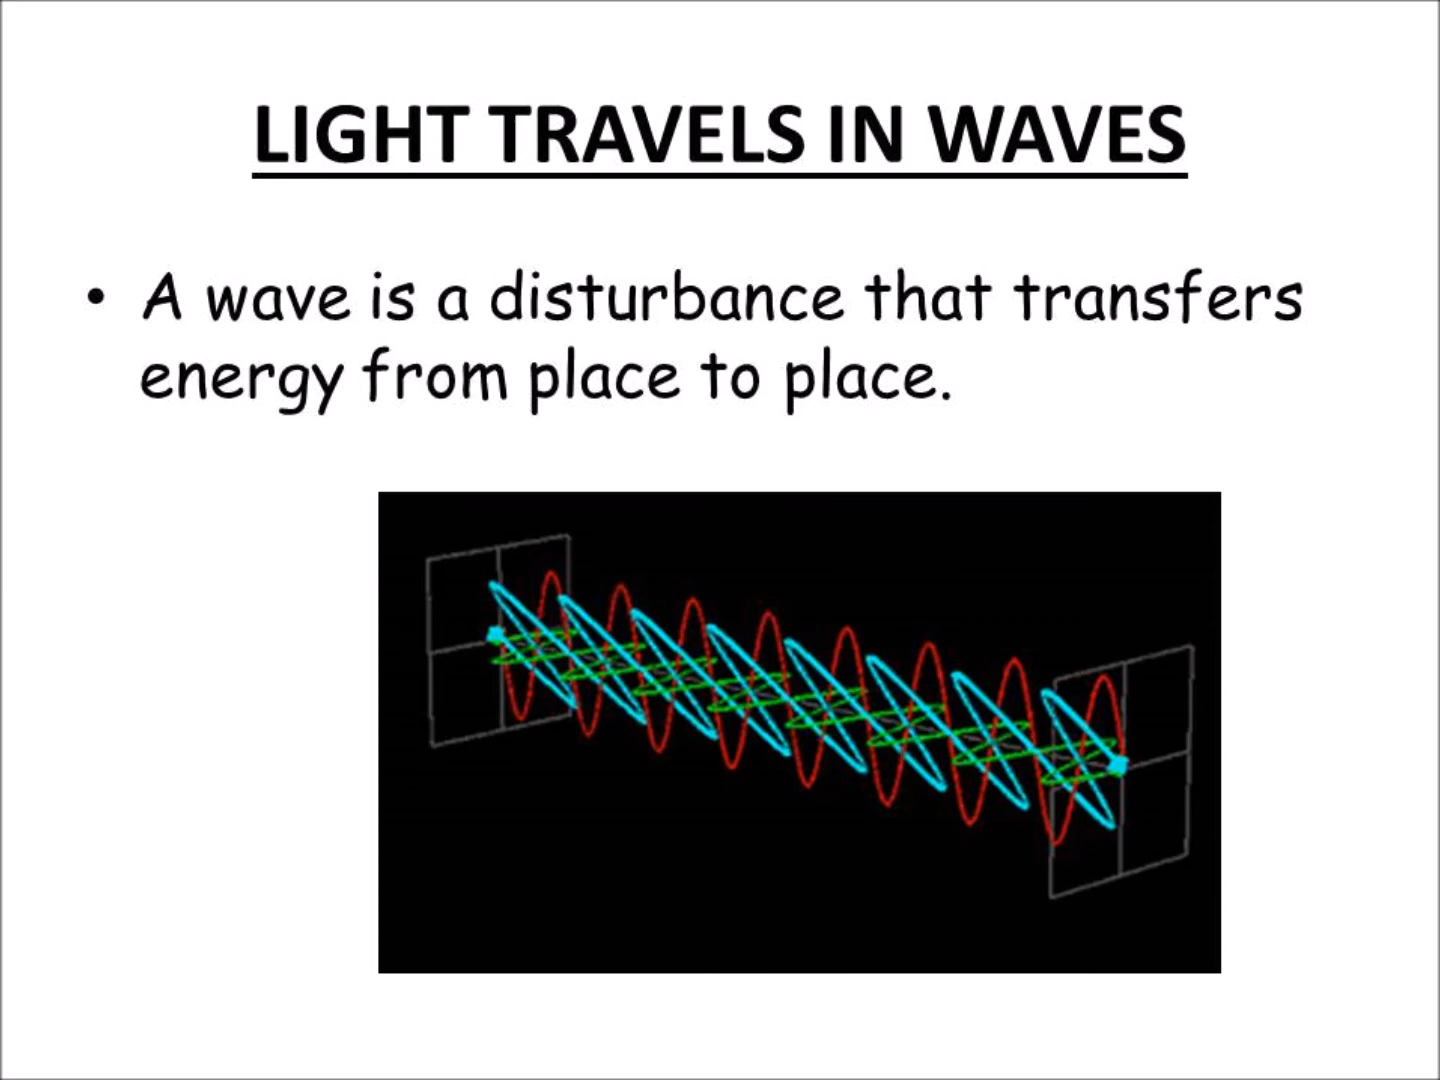 LIGHT TRAVELS IN WAVES
• A wave is a disturbance that transfers
energy from place to place.